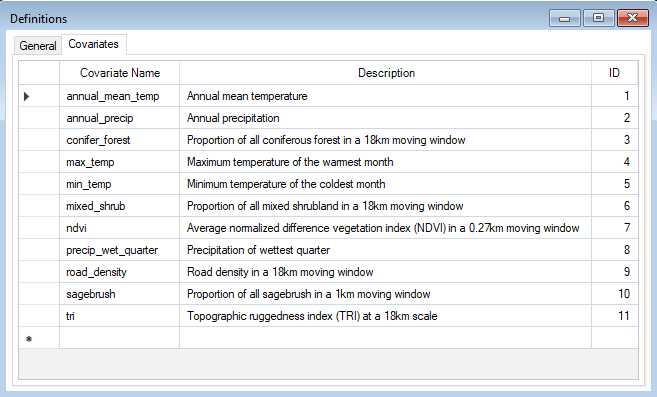 Definitions
General Covariates
Covariate Name Description ID
annual_mean_temp Annual mean temperature 1
annual_precip Annual precipitation 2
conifer_forest Proportion of all coniferous forest in a 18km moving window 3
max_temp Maximum temperature of the warmest month 4
min_temp Minimum temperature of the coldest month 5
mixed_shrub Proportion of all mixed shrubland in a 18km moving window 6
ndvi Average normalized difference vegetation index (NDVI) in a 0.27km moving window 7
precip_wet_quarter Precipitation of wettest quarter 8
road_density Road density in a 18km moving window 9
sagebrush Proportion of all sagebrush in a 1km moving window 10
tri Topographic ruggedness index (TRI) at a 18km scale 11